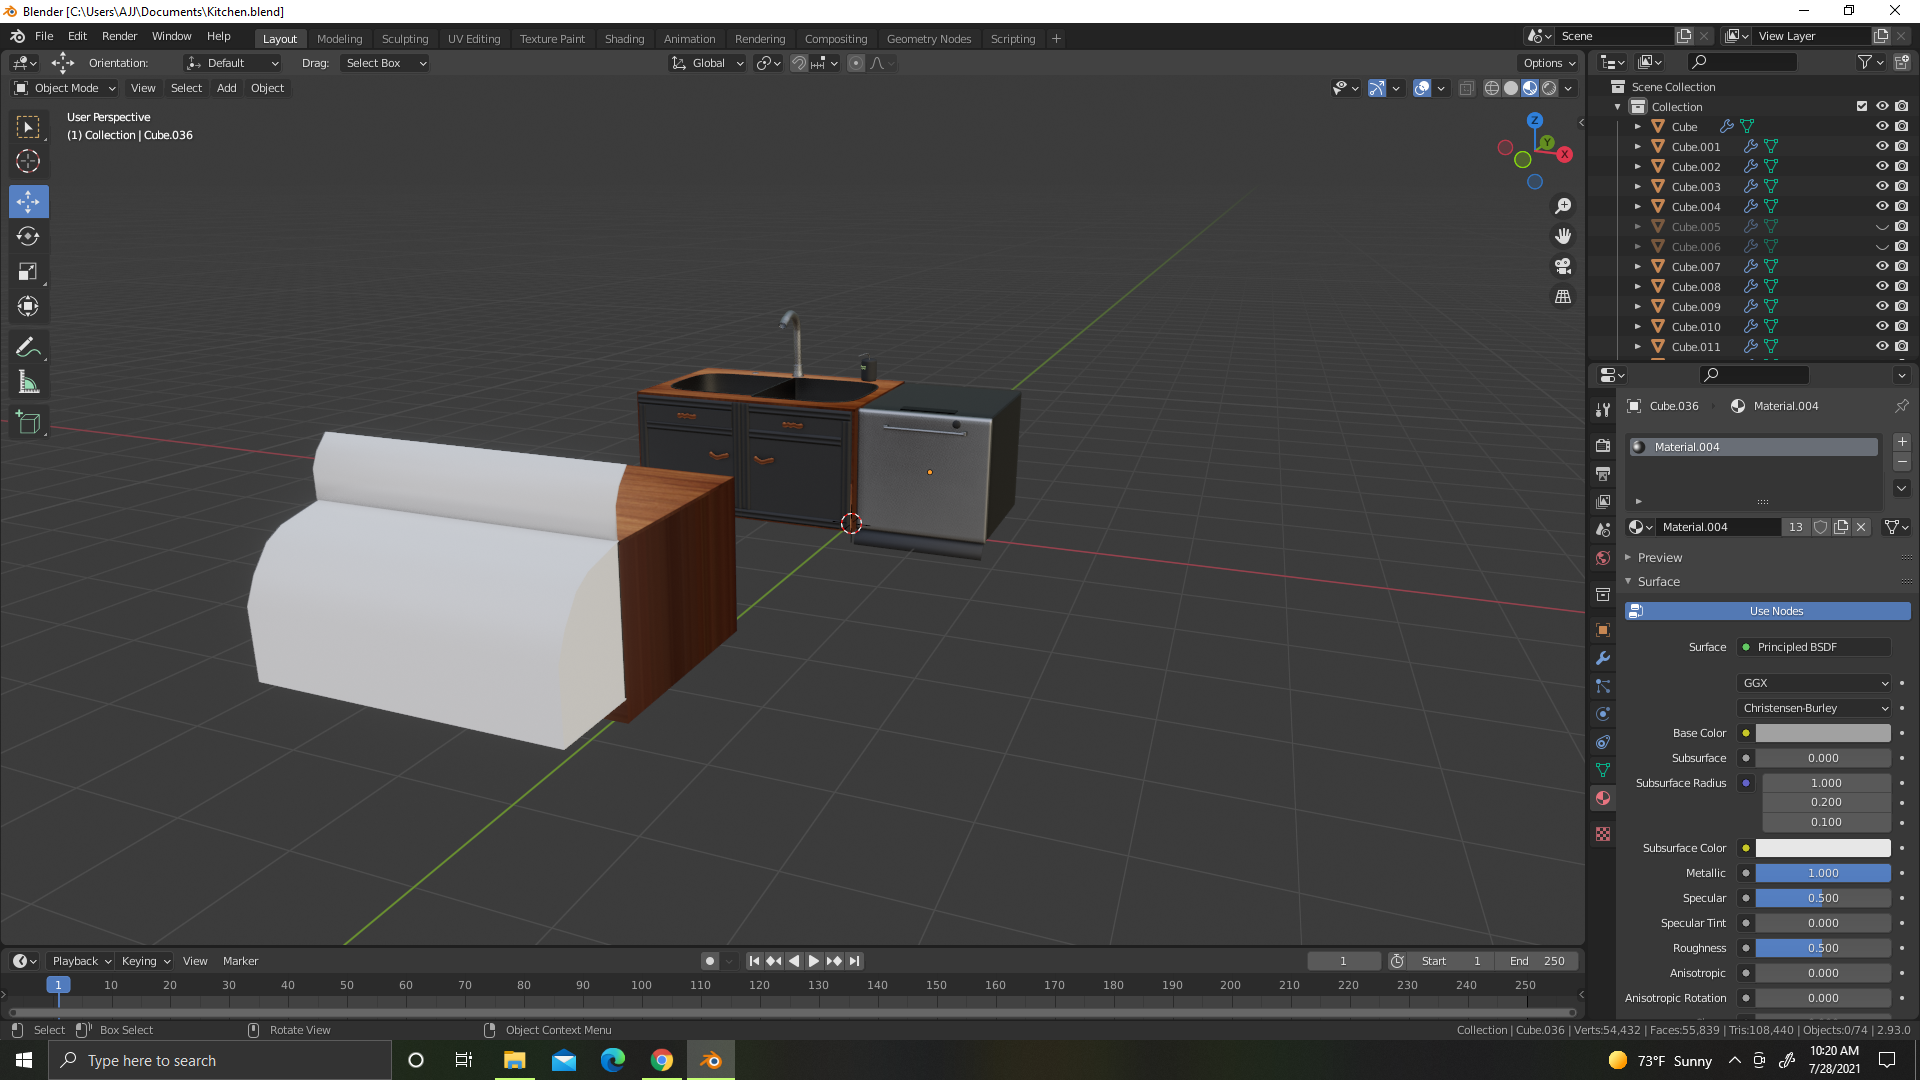 Blender [C:\Users\AJJ\Documents\Kitchen.blend]
File Edit Render Window Help Layout Modeling Sculpting UV Editing Texture Paint Shading Animation Rendering Compositing Geometry Nodes Scripting + Scene View Layer
Orientation: Default Drag: Select Box Global Options
Object Mode View Select Add Object
User Perspective
(1) Collection | Cube.036
Z
Y
X
Scene Collection
Collection
Cube
Cube.001
Cube.002
Cube.003
Cube.004
Cube.005
Cube.006
Cube.007
Cube.008
Cube.009
Cube.010
Cube.011
Cube.036 Material.004
Material.004
Material.004 13
Preview
Surface
Use Nodes
Surface Principled BSDF
GGX
Christensen-Burley
Base Color
Subsurface 0.000
Subsurface Radius 1.000
0.200
0.100
Subsurface Color
Metallic 1.000
Specular 0.500
Specular Tint 0.000
Roughness 0.500
Anisotropic 0.000
Anisotropic Rotation 0.000
Playback Keying View Marker 1 Start 1 End 250
1 10 20 30 40 50 60 70 80 90 100 110 120 130 140 150 160 170 180 190 200 210 220 230 240 250
Select Box Select Rotate View Object Context Menu Collection | Cube.036 | Verts:54,432 | Faces:55,839 | Tris:108,440 | Objects:0/74 | 2.93.0
Type here to search 73°F Sunny 10:20 AM
7/28/2021